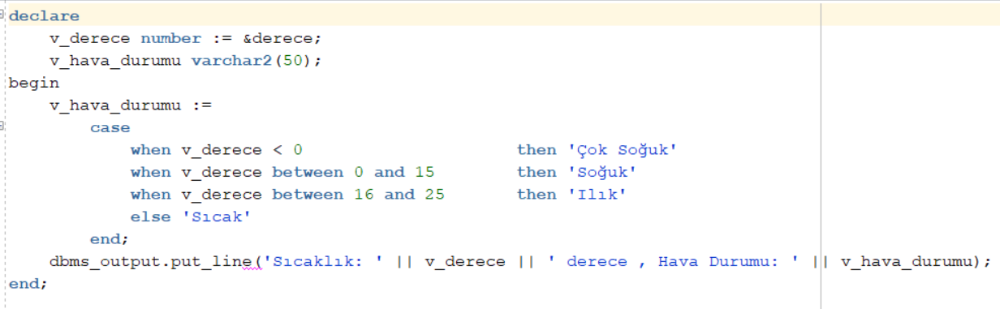 declare
    v_derece number := &derece;
    v_hava_durumu varchar2(50);
begin
    v_hava_durumu :=
        case
            when v_derece < 0                     then 'Çok Soğuk'
            when v_derece between 0 and 15        then 'Soğuk'
            when v_derece between 16 and 25       then 'Ilık'
            else 'Sıcak'
        end;
    dbms_output.put_line('Sıcaklık: ' || v_derece || ' derece , Hava Durumu: ' || v_hava_durumu);
end;